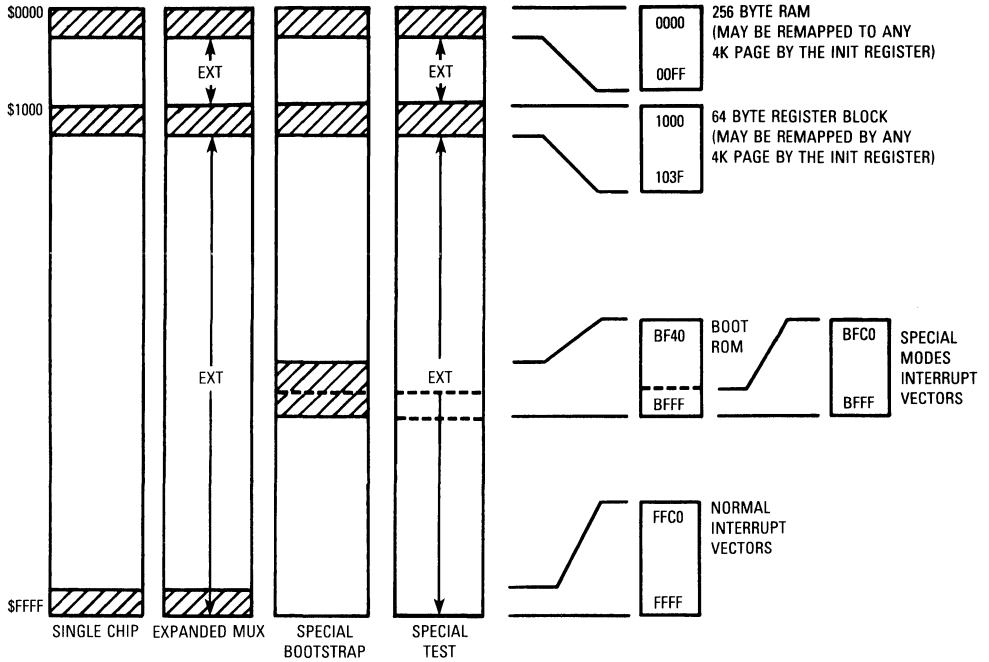 $0000
$1000
$FFFF
EXT
EXT
EXT
EXT
SINGLE CHIP
EXPANDED MUX
SPECIAL
BOOTSTRAP
SPECIAL
TEST
0000
00FF
256 BYTE RAM
(MAY BE REMAPPED TO ANY
4K PAGE BY THE INIT REGISTER)
1000
103F
64 BYTE REGISTER BLOCK
(MAY BE REMAPPED BY ANY
4K PAGE BY THE INIT REGISTER)
BF40
BFFF
BOOT
ROM
BFC0
BFFF
SPECIAL
MODES
INTERRUPT
VECTORS
FFC0
FFFF
NORMAL
INTERRUPT
VECTORS